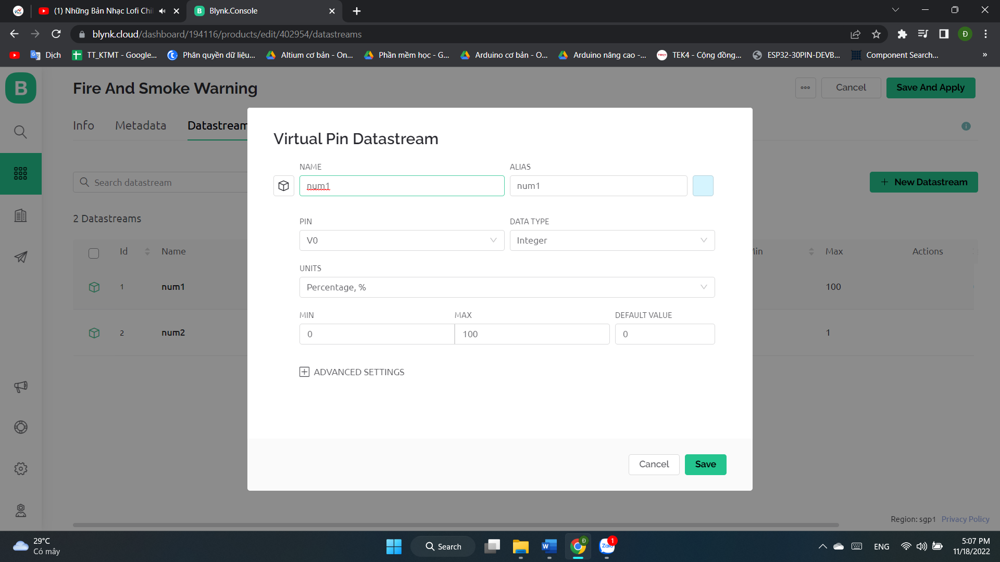 (1) Những Bản Nhạc Lofi Chi
Blynk.Console
blynk.cloud/dashboard/194116/products/edit/402954/datastreams
Đ
Dịch
TT_KTMT - Google...
Phân quyền dữ liệu...
Altium cơ bản - On...
Phần mềm học - G...
Arduino cơ bản - O...
Arduino nâng cao -...
TEK4 - Cộng đồng...
ESP32-30PIN-DEVB...
Component Search...
»
B
Fire And Smoke Warning
Cancel
Save And Apply
Info
Metadata
Datastream
Search datastream
+ New Datastream
2 Datastreams
Id
Name
Min
Max
Actions
1
num1
100
2
num2
1
Virtual Pin Datastream
NAME
ALIAS
num1
num1
PIN
DATA TYPE
V0
Integer
UNITS
Percentage, %
MIN
MAX
DEFAULT VALUE
0
100
0
ADVANCED SETTINGS
Cancel
Save
Region: sgp1 Privacy Policy
29°C
Có mây
Search
Đ
Zalo
1
ENG
5:07 PM
11/18/2022